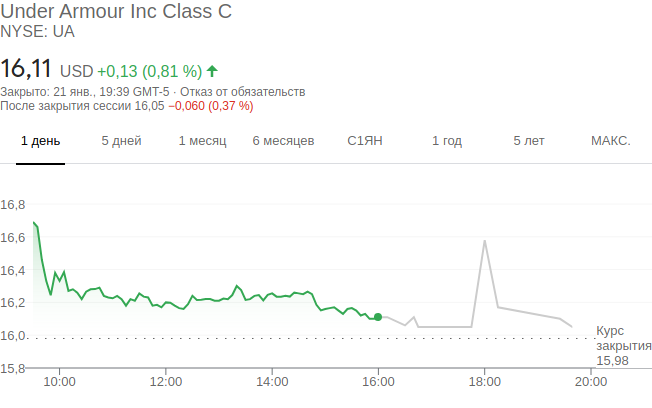 Under Armour Inc Class C
NYSE: UA
16,11 USD +0,13 (0,81 %)
Закрыто: 21 янв., 19:39 GMT-5 · Отказ от обязательств
После закрытия сессии 16,05 −0,060 (0,37 %)
1 день 5 дней 1 месяц 6 месяцев С1ЯН 1 год 5 лет МАКС.
16,8
16,6
16,4
16,2
16,0
Курс
закрытия
15,98
15,8
10:00 12:00 14:00 16:00 18:00 20:00